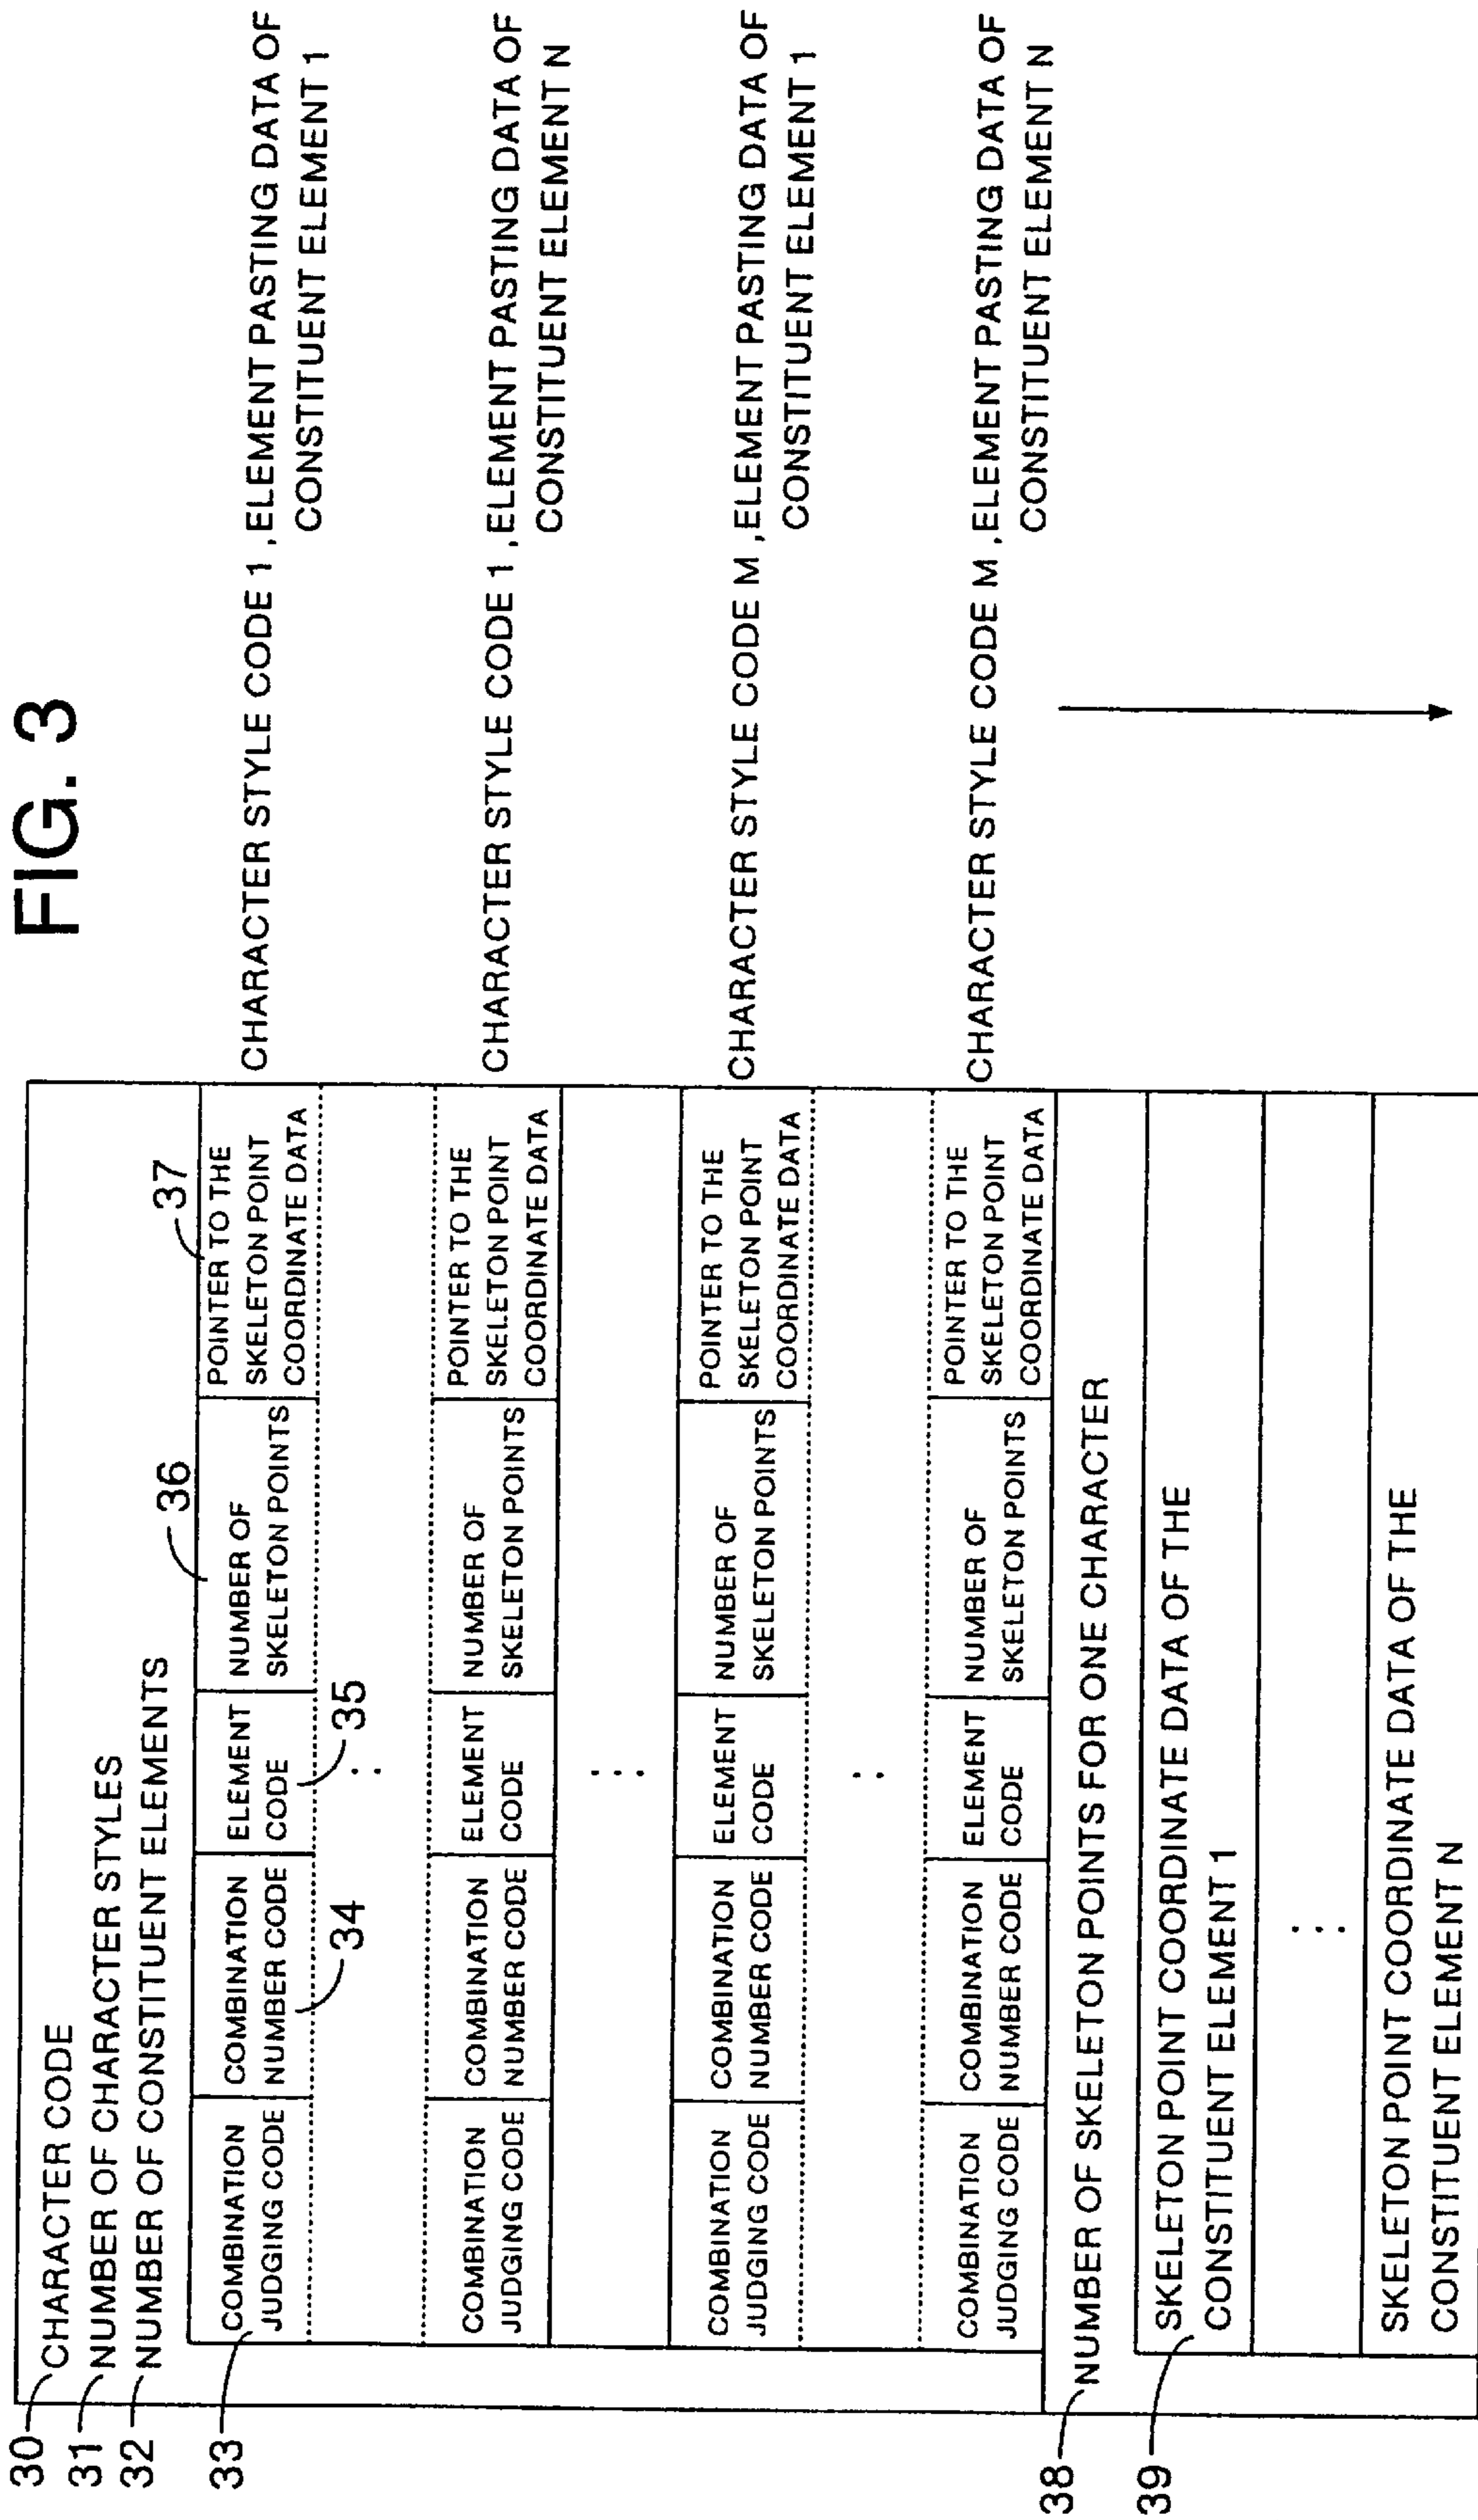 FIG. 3
30
CHARACTER CODE
31
NUMBER OF CHARACTER STYLES
32
NUMBER OF CONSTITUENT ELEMENTS
33
COMBINATION
JUDGING CODE
COMBINATION
NUMBER CODE
34
ELEMENT
CODE
35
36
NUMBER OF
SKELETON POINTS
37
POINTER TO THE
SKELETON POINT
COORDINATE DATA
CHARACTER STYLE CODE 1 ,ELEMENT PASTING DATA OF
CONSTITUENT ELEMENT 1
COMBINATION
JUDGING CODE
COMBINATION
NUMBER CODE
ELEMENT
CODE
NUMBER OF
SKELETON POINTS
POINTER TO THE
SKELETON POINT
COORDINATE DATA
CHARACTER STYLE CODE 1 ,ELEMENT PASTING DATA OF
CONSTITUENT ELEMENT N
COMBINATION
JUDGING CODE
COMBINATION
NUMBER CODE
ELEMENT
CODE
NUMBER OF
SKELETON POINTS
POINTER TO THE
SKELETON POINT
COORDINATE DATA
CHARACTER STYLE CODE M ,ELEMENT PASTING DATA OF
CONSTITUENT ELEMENT 1
COMBINATION
JUDGING CODE
COMBINATION
NUMBER CODE
ELEMENT
CODE
NUMBER OF
SKELETON POINTS
POINTER TO THE
SKELETON POINT
COORDINATE DATA
CHARACTER STYLE CODE M ,ELEMENT PASTING DATA OF
CONSTITUENT ELEMENT N
38
NUMBER OF SKELETON POINTS FOR ONE CHARACTER
39
SKELETON POINT COORDINATE DATA OF THE
CONSTITUENT ELEMENT 1
SKELETON POINT COORDINATE DATA OF THE
CONSTITUENT ELEMENT N